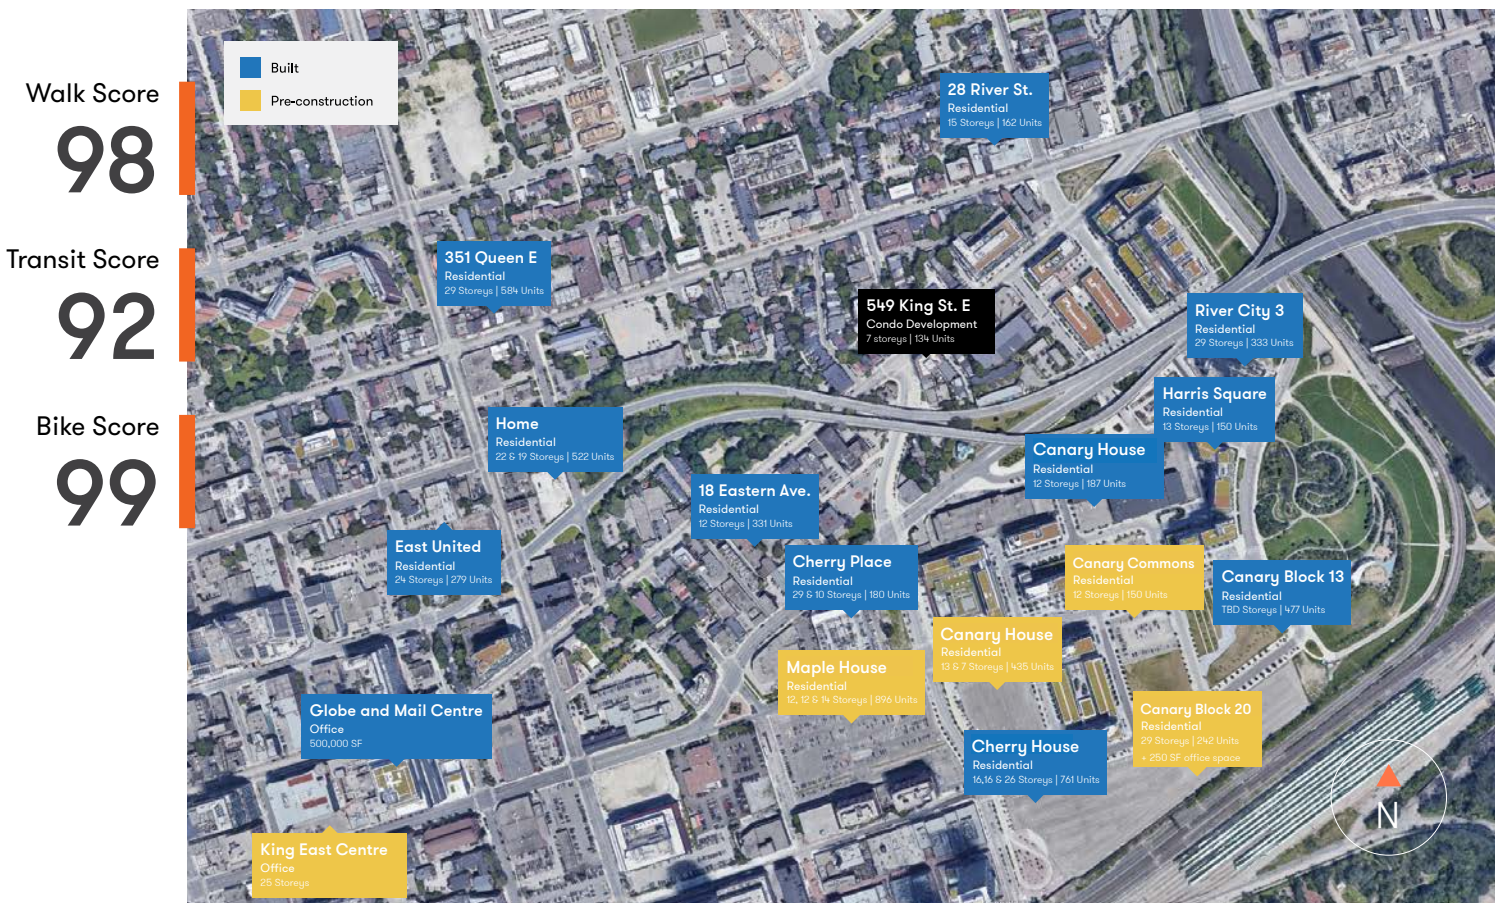 Walk Score
98
Transit Score
92
Bike Score
99
Built
Pre-construction
28 River St.
Residential
15 Storeys | 162 Units
351 Queen E
Residential
29 Storeys | 584 Units
549 King St. E
Condo Development
7 storeys | 134 Units
River City 3
Residential
29 Storeys | 333 Units
Harris Square
Residential
13 Storeys | 150 Units
Home
Residential
22 & 19 Storeys | 522 Units
Canary House
Residential
12 Storeys | 187 Units
18 Eastern Ave.
Residential
12 Storeys | 331 Units
East United
Residential
24 Storeys | 279 Units
Cherry Place
Residential
29 & 10 Storeys | 180 Units
Canary Commons
Residential
12 Storeys | 150 Units
Canary Block 13
Residential
TBD Storeys | 477 Units
Canary House
Residential
13 & 7 Storeys | 435 Units
Maple House
Residential
12, 12 & 14 Storeys | 896 Units
Globe and Mail Centre
Office
500,000 SF
Canary Block 20
Residential
29 Storeys | 242 Units
+ 250 SF office space
Cherry House
Residential
16,16 & 26 Storeys | 761 Units
King East Centre
Office
25 Storeys
N